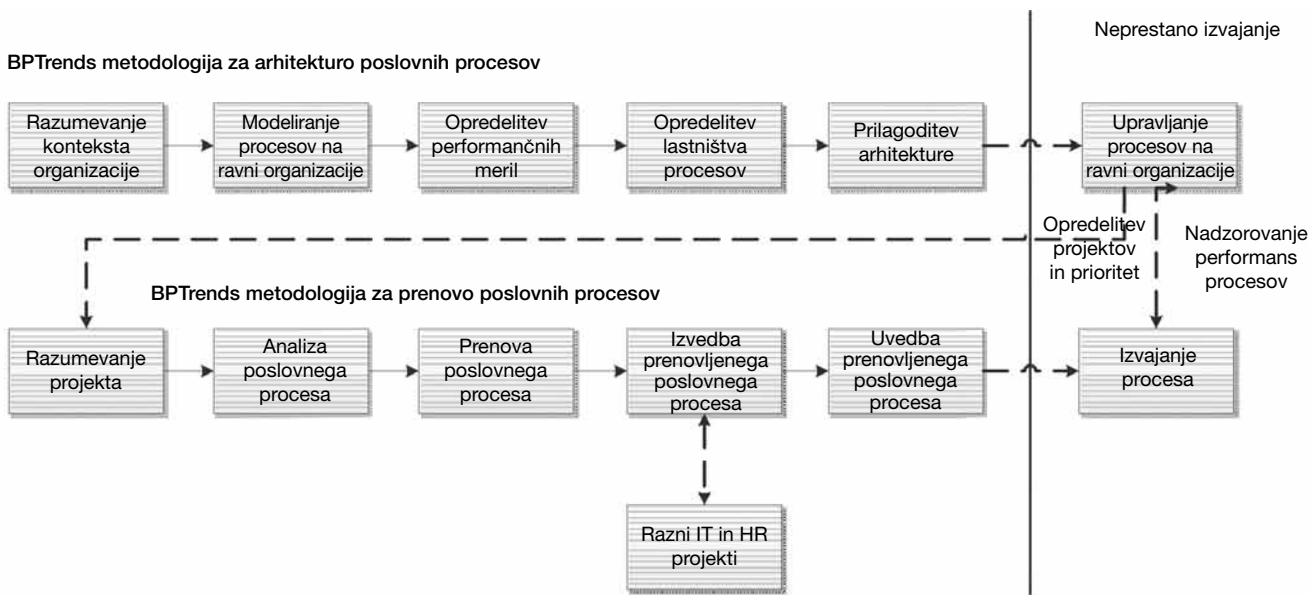 Neprestano izvajanje
BPTrends metodologija za arhitekturo poslovnih procesov
Razumevanje
konteksta
organizacije
Modeliranje
procesov na
ravni organizacije
Opredelitev
performančnih
meril
Opredelitev
lastništva
procesov
Prilagoditev
arhitekture
Upravljanje
procesov na
ravni organizacije
Opredelitev
projektov
in prioritet
Nadzorovanje
performans
procesov
BPTrends metodologija za prenovo poslovnih procesov
Razumevanje
projekta
Analiza
poslovnega
procesa
Prenova
poslovnega
procesa
Izvedba
prenovljenega
poslovnega
procesa
Uvedba
prenovljenega
poslovnega
procesa
Izvajanje
procesa
Razni IT in HR
projekti